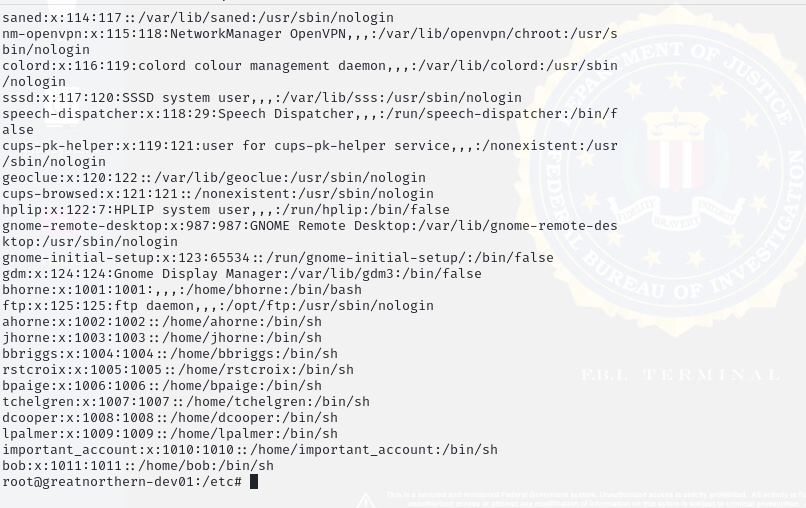 saned:x:114:117::/var/lib/saned:/usr/sbin/nologin
nm-openvpn:x:115:118:NetworkManager OpenVPN,,,:/var/lib/openvpn/chroot:/usr/s
bin/nologin
colord:x:116:119:colord colour management daemon,,,:/var/lib/colord:/usr/sbin
/nologin
sssd:x:117:120:SSSD system user,,,:/var/lib/sss:/usr/sbin/nologin
speech-dispatcher:x:118:29:Speech Dispatcher,,,:/run/speech-dispatcher:/bin/f
alse
cups-pk-helper:x:119:121:user for cups-pk-helper service,,,:/nonexistent:/usr
/sbin/nologin
geoclue:x:120:122::/var/lib/geoclue:/usr/sbin/nologin
cups-browsed:x:121:121::/nonexistent:/usr/sbin/nologin
hplip:x:122:7:HPLIP system user,,,:/run/hplip:/bin/false
gnome-remote-desktop:x:987:987:GNOME Remote Desktop:/var/lib/gnome-remote-des
ktop:/usr/sbin/nologin
gnome-initial-setup:x:123:65534::/run/gnome-initial-setup/:/bin/false
gdm:x:124:124:Gnome Display Manager:/var/lib/gdm3:/bin/false
bhorne:x:1001:1001:,,,:/home/bhorne:/bin/bash
ftp:x:125:125:ftp daemon,,,:/opt/ftp:/usr/sbin/nologin
ahorne:x:1002:1002::/home/ahorne:/bin/sh
jhorne:x:1003:1003::/home/jhorne:/bin/sh
bbriggs:x:1004:1004::/home/bbriggs:/bin/sh
rstcroix:x:1005:1005::/home/rstcroix:/bin/sh
bpaige:x:1006:1006::/home/bpaige:/bin/sh
tchelgren:x:1007:1007::/home/tchelgren:/bin/sh
dcooper:x:1008:1008::/home/dcooper:/bin/sh
lpalmer:x:1009:1009::/home/lpalmer:/bin/sh
important_account:x:1010:1010::/home/important_account:/bin/sh
bob:x:1011:1011::/home/bob:/bin/sh
root@greatnorthern-dev01:/etc#
DEPARTMENT OF JUSTICE
FEDERAL BUREAU OF INVESTIGATION
FIDELITY BRAVERY INTEGRITY
F.B.I. TERMINAL